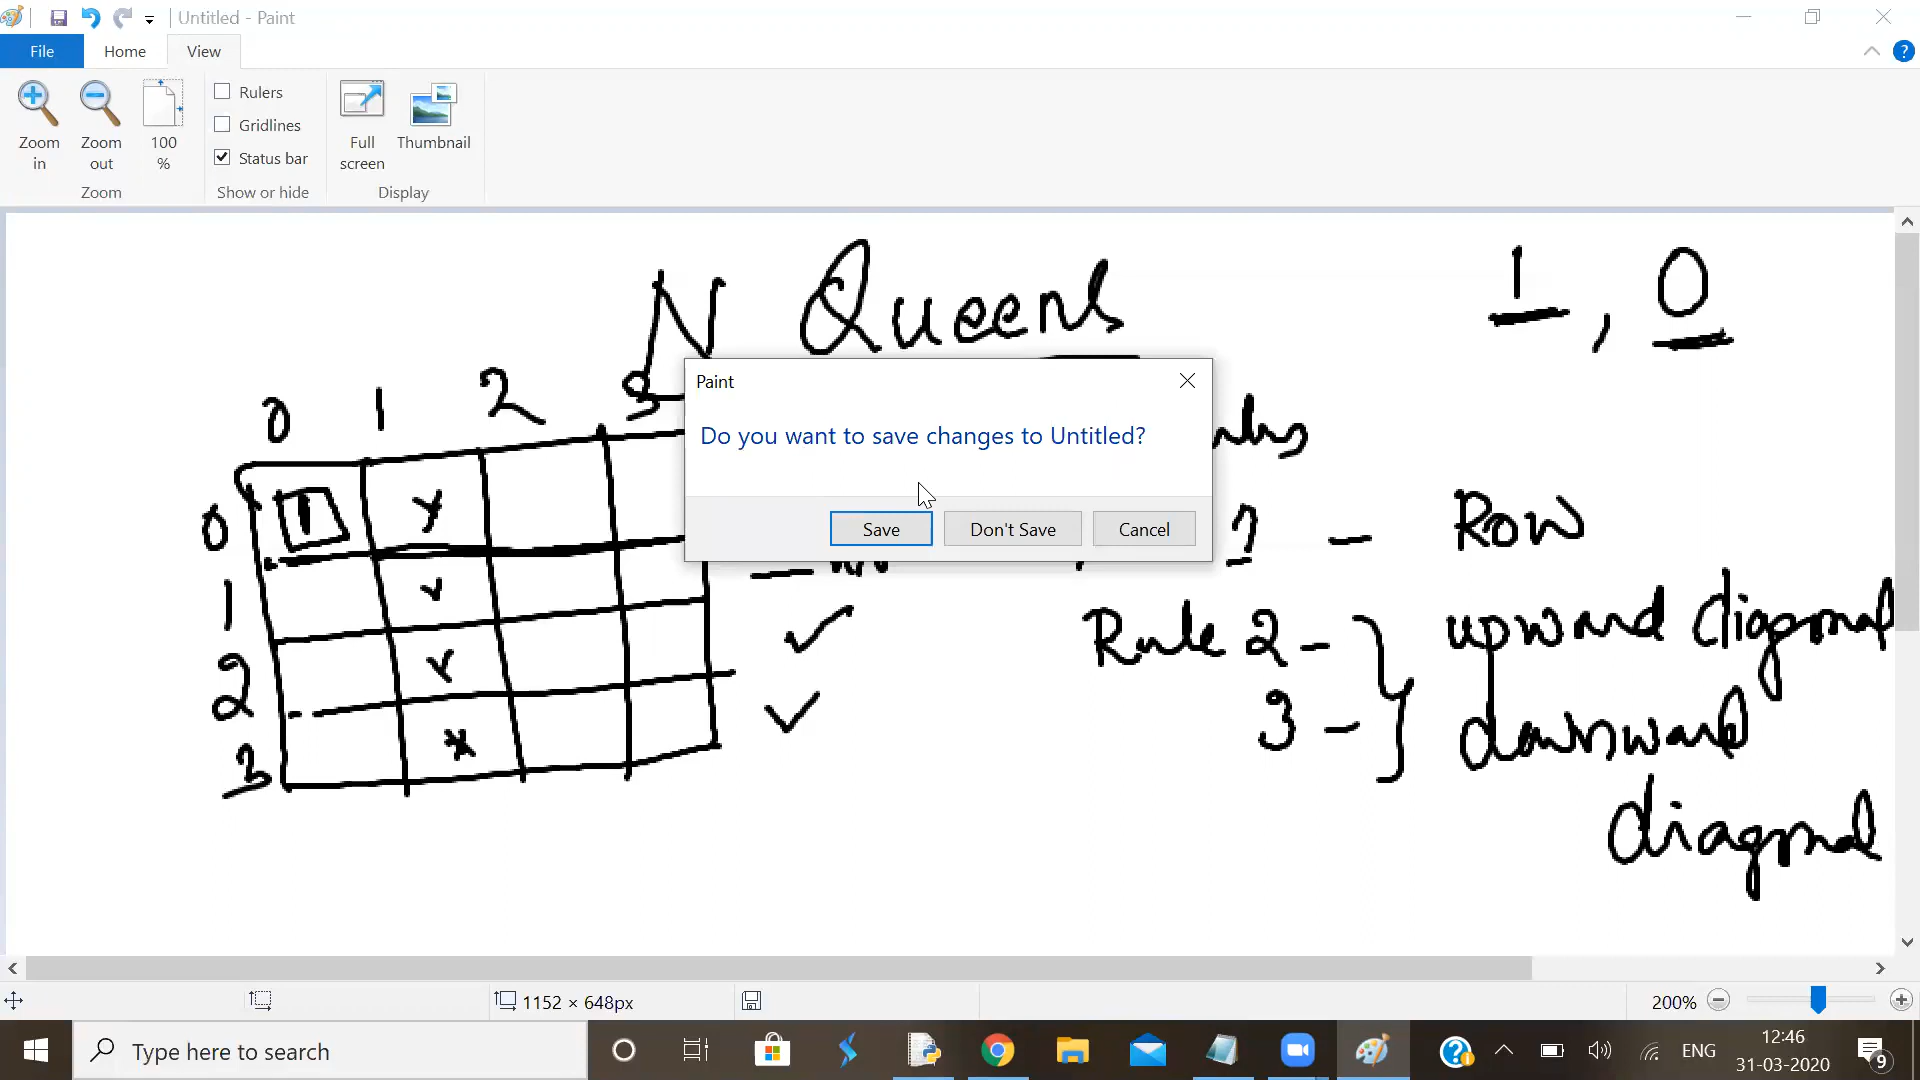 Untitled - Paint
File Home View
Zoom in
Zoom out
100 %
Rulers
Gridlines
Status bar
Full screen
Thumbnail
Zoom
Show or hide
Display
N Queens
1, 0
0 1 2 3
0
1
2
3
1
Paint
Do you want to save changes to Untitled?
Save Don't Save Cancel
1 - Row
Rule 2 - upward diagonal
3 - downward
diagonal
1152 × 648px
200%
Type here to search
ENG
12:46
31-03-2020
9